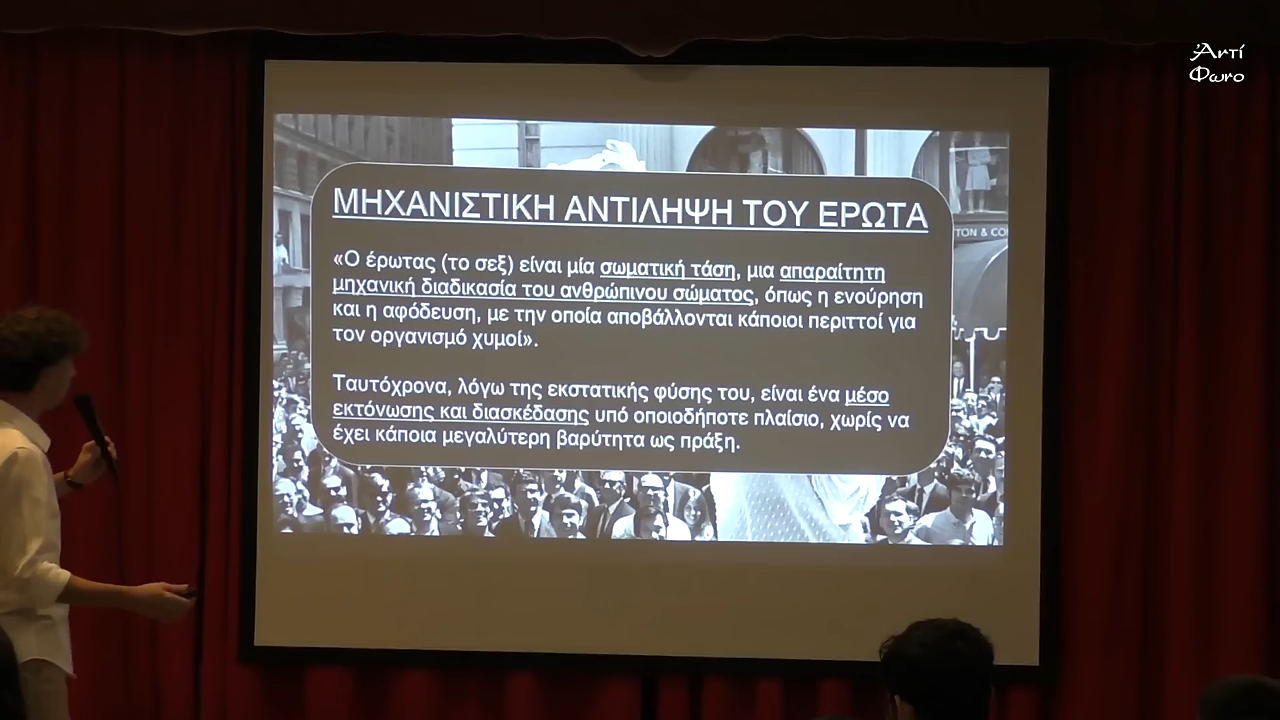 Ἀντί
Φωνο
ΜΗΧΑΝΙΣΤΙΚΗ ΑΝΤΙΛΗΨΗ ΤΟΥ ΕΡΩΤΑ
«Ο έρωτας (το σεξ) είναι μία σωματική τάση, μια απαραίτητη
μηχανική διαδικασία του ανθρώπινου σώματος, όπως η ενούρηση
και η αφόδευση, με την οποία αποβάλλονται κάποιοι περιττοί για
τον οργανισμό χυμοί».
Ταυτόχρονα, λόγω της εκστατικής φύσης του, είναι ένα μέσο
εκτόνωσης και διασκέδασης υπό οποιοδήποτε πλαίσιο, χωρίς να
έχει κάποια μεγαλύτερη βαρύτητα ως πράξη.
TON & CO